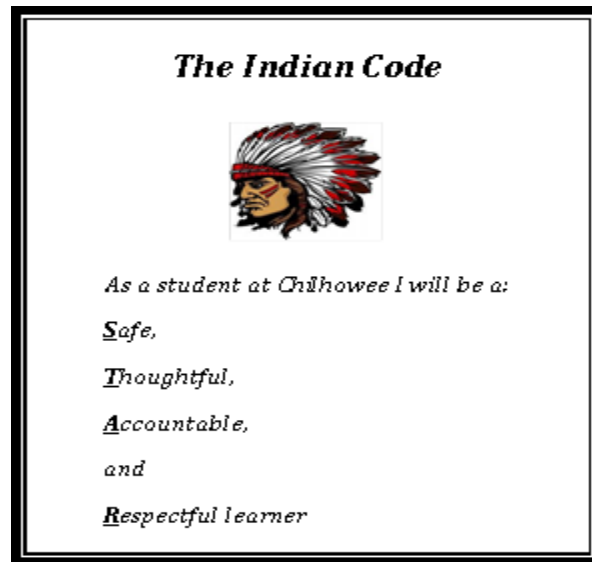 The Indian Code
As a student at Chilhowee I will be a:
Safe,
Thoughtful,
Accountable,
and
Respectful learner